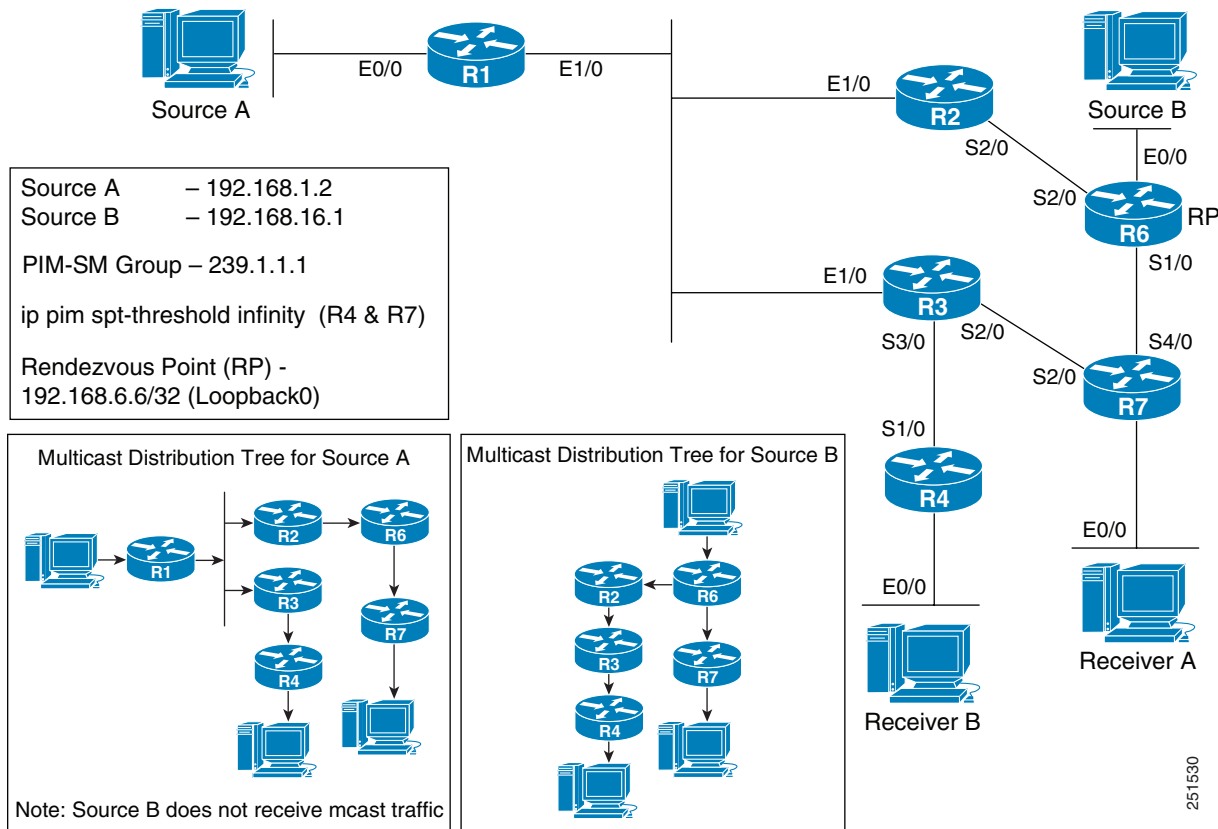 Source A
E0/0
R1
E1/0
E1/0
R2
S2/0
Source B
E0/0
S2/0
R6
RP
S1/0
Source A – 192.168.1.2
Source B – 192.168.16.1
PIM-SM Group – 239.1.1.1
ip pim spt-threshold infinity (R4 & R7)
Rendezvous Point (RP) -
192.168.6.6/32 (Loopback0)
E1/0
R3
S3/0
S2/0
S4/0
S2/0
R7
S1/0
R4
E0/0
Receiver B
E0/0
Receiver A
Multicast Distribution Tree for Source A
R1
R2
R6
R3
R7
R4
Note: Source B does not receive mcast traffic
Multicast Distribution Tree for Source B
R2
R6
R3
R7
R4
251530